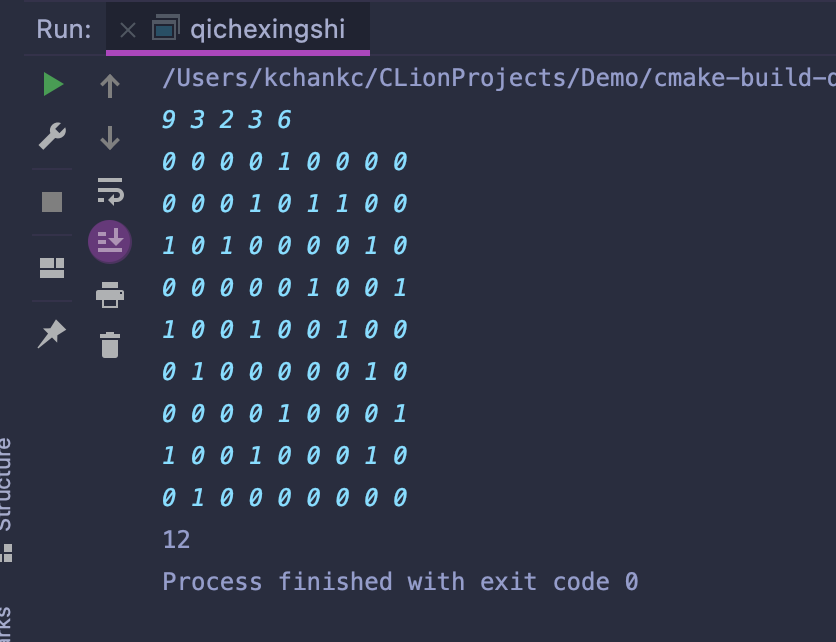 Run: qichexingshi
/Users/kchankc/CLionProjects/Demo/cmake-build-
9 3 2 3 6
0 0 0 0 1 0 0 0 0
0 0 0 1 0 1 1 0 0
1 0 1 0 0 0 0 1 0
0 0 0 0 0 1 0 0 1
1 0 0 1 0 0 1 0 0
0 1 0 0 0 0 0 1 0
0 0 0 0 1 0 0 0 1
1 0 0 1 0 0 0 1 0
0 1 0 0 0 0 0 0 0
12
Process finished with exit code 0
Structure